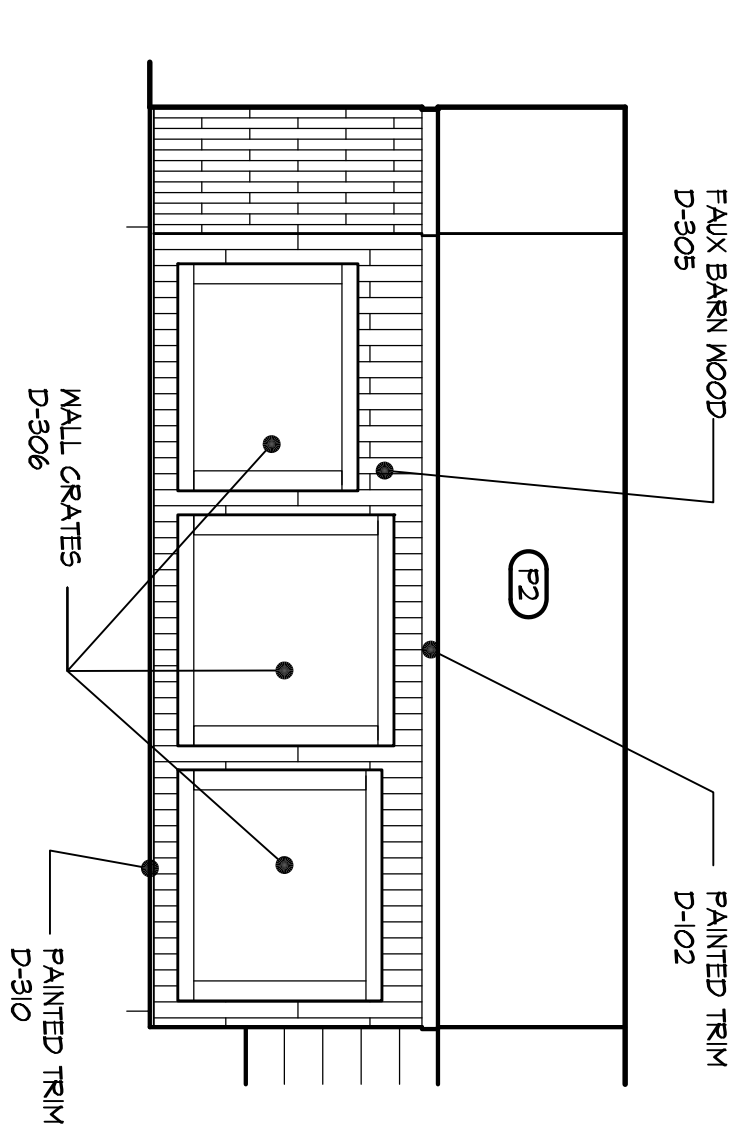 FAUX BARN WOOD
D-305
PAINTED TRIM
D-102
P2
WALL CRATES
D-306
PAINTED TRIM
D-310